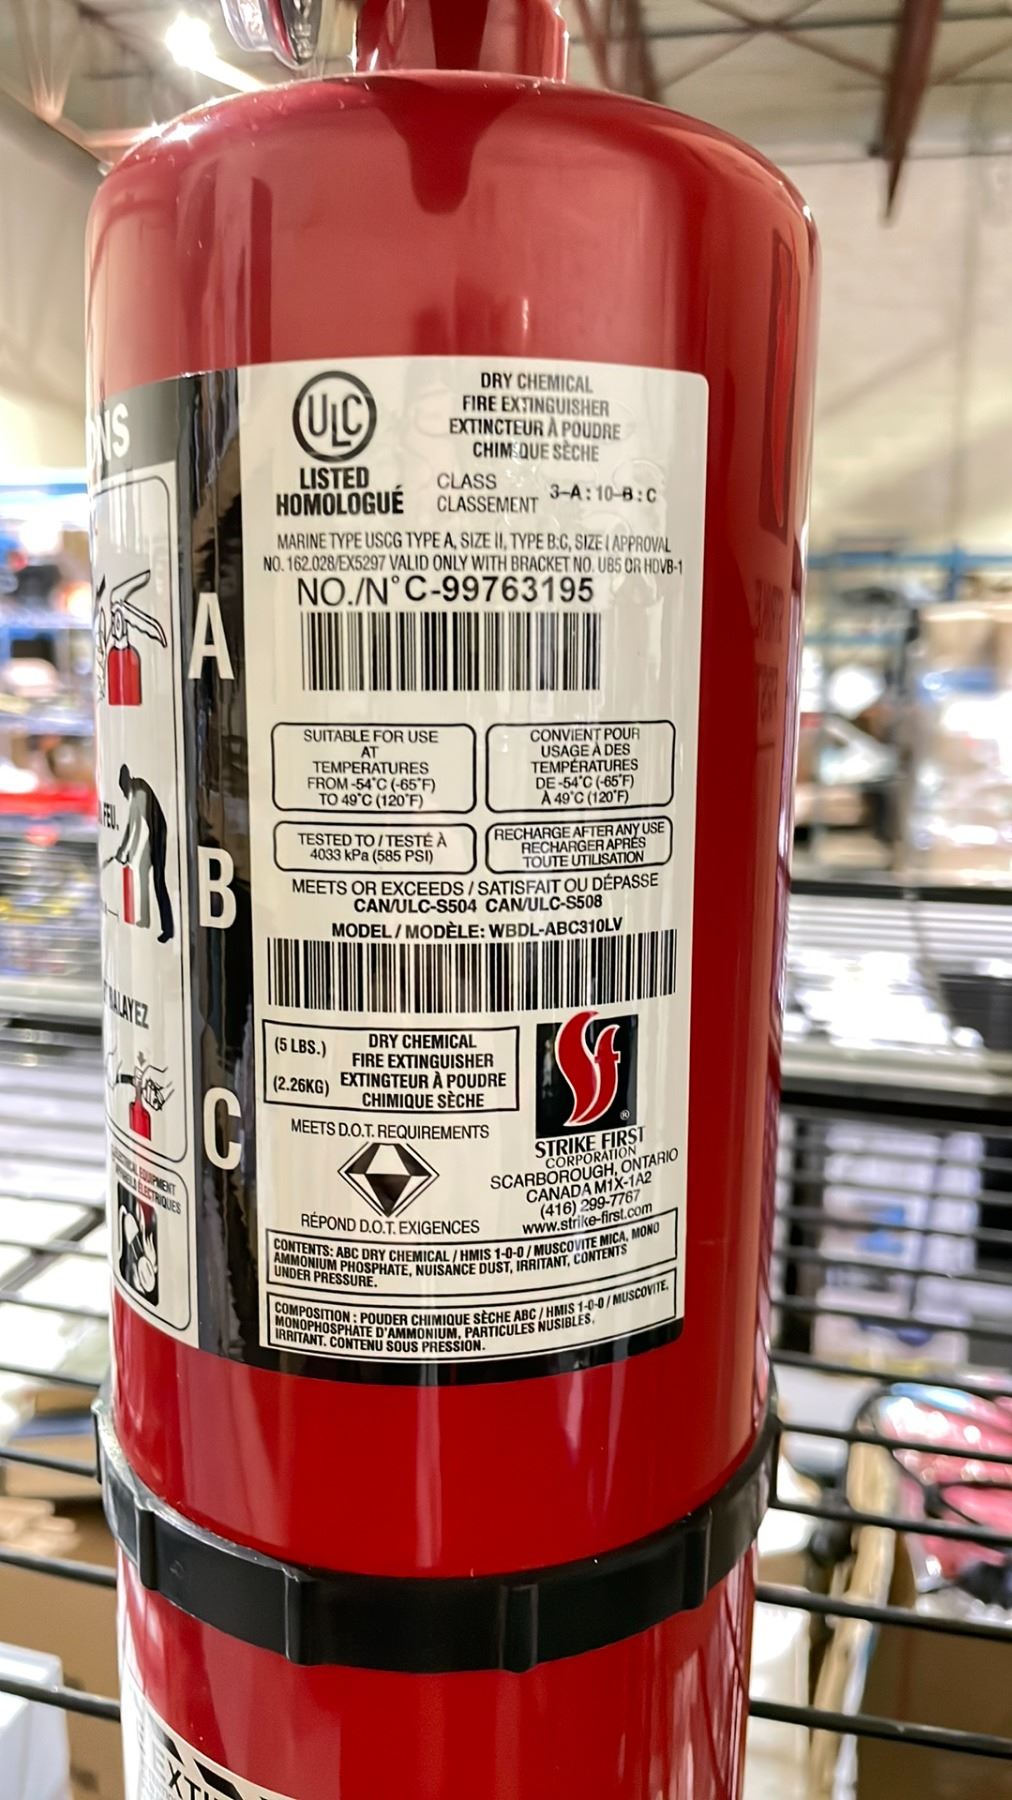 ULC
LISTED
HOMOLOGUÉ
DRY CHEMICAL
FIRE EXTINGUISHER
EXTINCTEUR À POUDRE
CHIMIQUE SÈCHE
CLASS
CLASSEMENT
3-A:10-B:C
MARINE TYPE USCG TYPE A, SIZE II, TYPE B:C, SIZE I APPROVAL
NO. 162.028/EX5297 VALID ONLY WITH BRACKET NO. UB5 OR HDVB-1
NO./N° C-99763195
SUITABLE FOR USE
AT
TEMPERATURES
FROM -54°C (-65°F)
TO 49°C (120°F)
CONVIENT POUR
USAGE À DES
TEMPÉRATURES
DE -54°C (-65°F)
À 49°C (120°F)
TESTED TO / TESTÉ À
4033 kPa (585 PSI)
RECHARGE AFTER ANY USE
RECHARGER APRÈS
TOUTE UTILISATION
MEETS OR EXCEEDS / SATISFAIT OU DÉPASSE
CAN/ULC-S504 CAN/ULC-S508
MODEL / MODÈLE: WBDL-ABC310LV
(5 LBS.)
(2.26KG)
DRY CHEMICAL
FIRE EXTINGUISHER
EXTINGTEUR À POUDRE
CHIMIQUE SÈCHE
MEETS D.O.T. REQUIREMENTS
RÉPOND D.O.T. EXIGENCES
STRIKE FIRST
CORPORATION
SCARBOROUGH, ONTARIO
CANADA M1X-1A2
(416) 299-7767
www.strike-first.com
CONTENTS: ABC DRY CHEMICAL / HMIS 1-0-0 / MUSCOVITE MICA, MONO
AMMONIUM PHOSPHATE, NUISANCE DUST, IRRITANT, CONTENTS
UNDER PRESSURE.
COMPOSITION : POUDER CHIMIQUE SÈCHE ABC / HMIS 1-0-0 / MUSCOVITE,
MONOPHOSPHATE D'AMMONIUM, PARTICULES NUSIBLES,
IRRITANT. CONTENU SOUS PRESSION.
A
B
C
FEU.
BALAYEZ